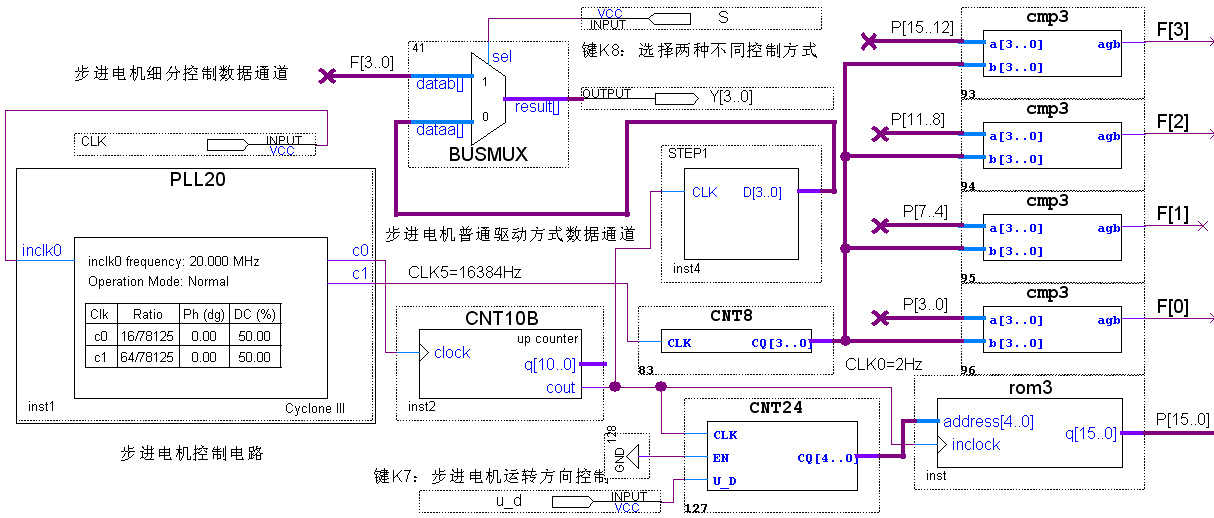 VCC
INPUT
S
键K8：选择两种不同控制方式
41
sel
步进电机细分控制数据通道
F[3..0]
datab[]
1
0
dataa[]
result[]
BUSMUX
OUTPUT
Y[3..0]
CLK
INPUT
VCC
PLL20
inclk0
c0
c1
inclk0 frequency: 20.000 MHz
Operation Mode: Normal
Clk Ratio Ph (dg) DC (%)
c0 16/78125 0.00 50.00
c1 64/78125 0.00 50.00
inst1
Cyclone III
步进电机控制电路
STEP1
CLK
D[3..0]
inst4
步进电机普通驱动方式数据通道
CLK5=16384Hz
CNT10B
up counter
clock
q[10..0]
cout
inst2
CNT8
CLK
CQ[3..0]
83
CLK0=2Hz
P[15..12]
cmp3
a[3..0]
agb
b[3..0]
F[3]
93
P[11..8]
cmp3
a[3..0]
agb
b[3..0]
F[2]
94
P[7..4]
cmp3
a[3..0]
agb
b[3..0]
F[1]
95
P[3..0]
cmp3
a[3..0]
agb
b[3..0]
F[0]
96
rom3
address[4..0]
q[15..0]
inclock
inst
P[15..0]
CNT24
CLK
EN
CQ[4..0]
U_D
127
128
GND
键K7：步进电机运转方向控制
u_d
INPUT
VCC